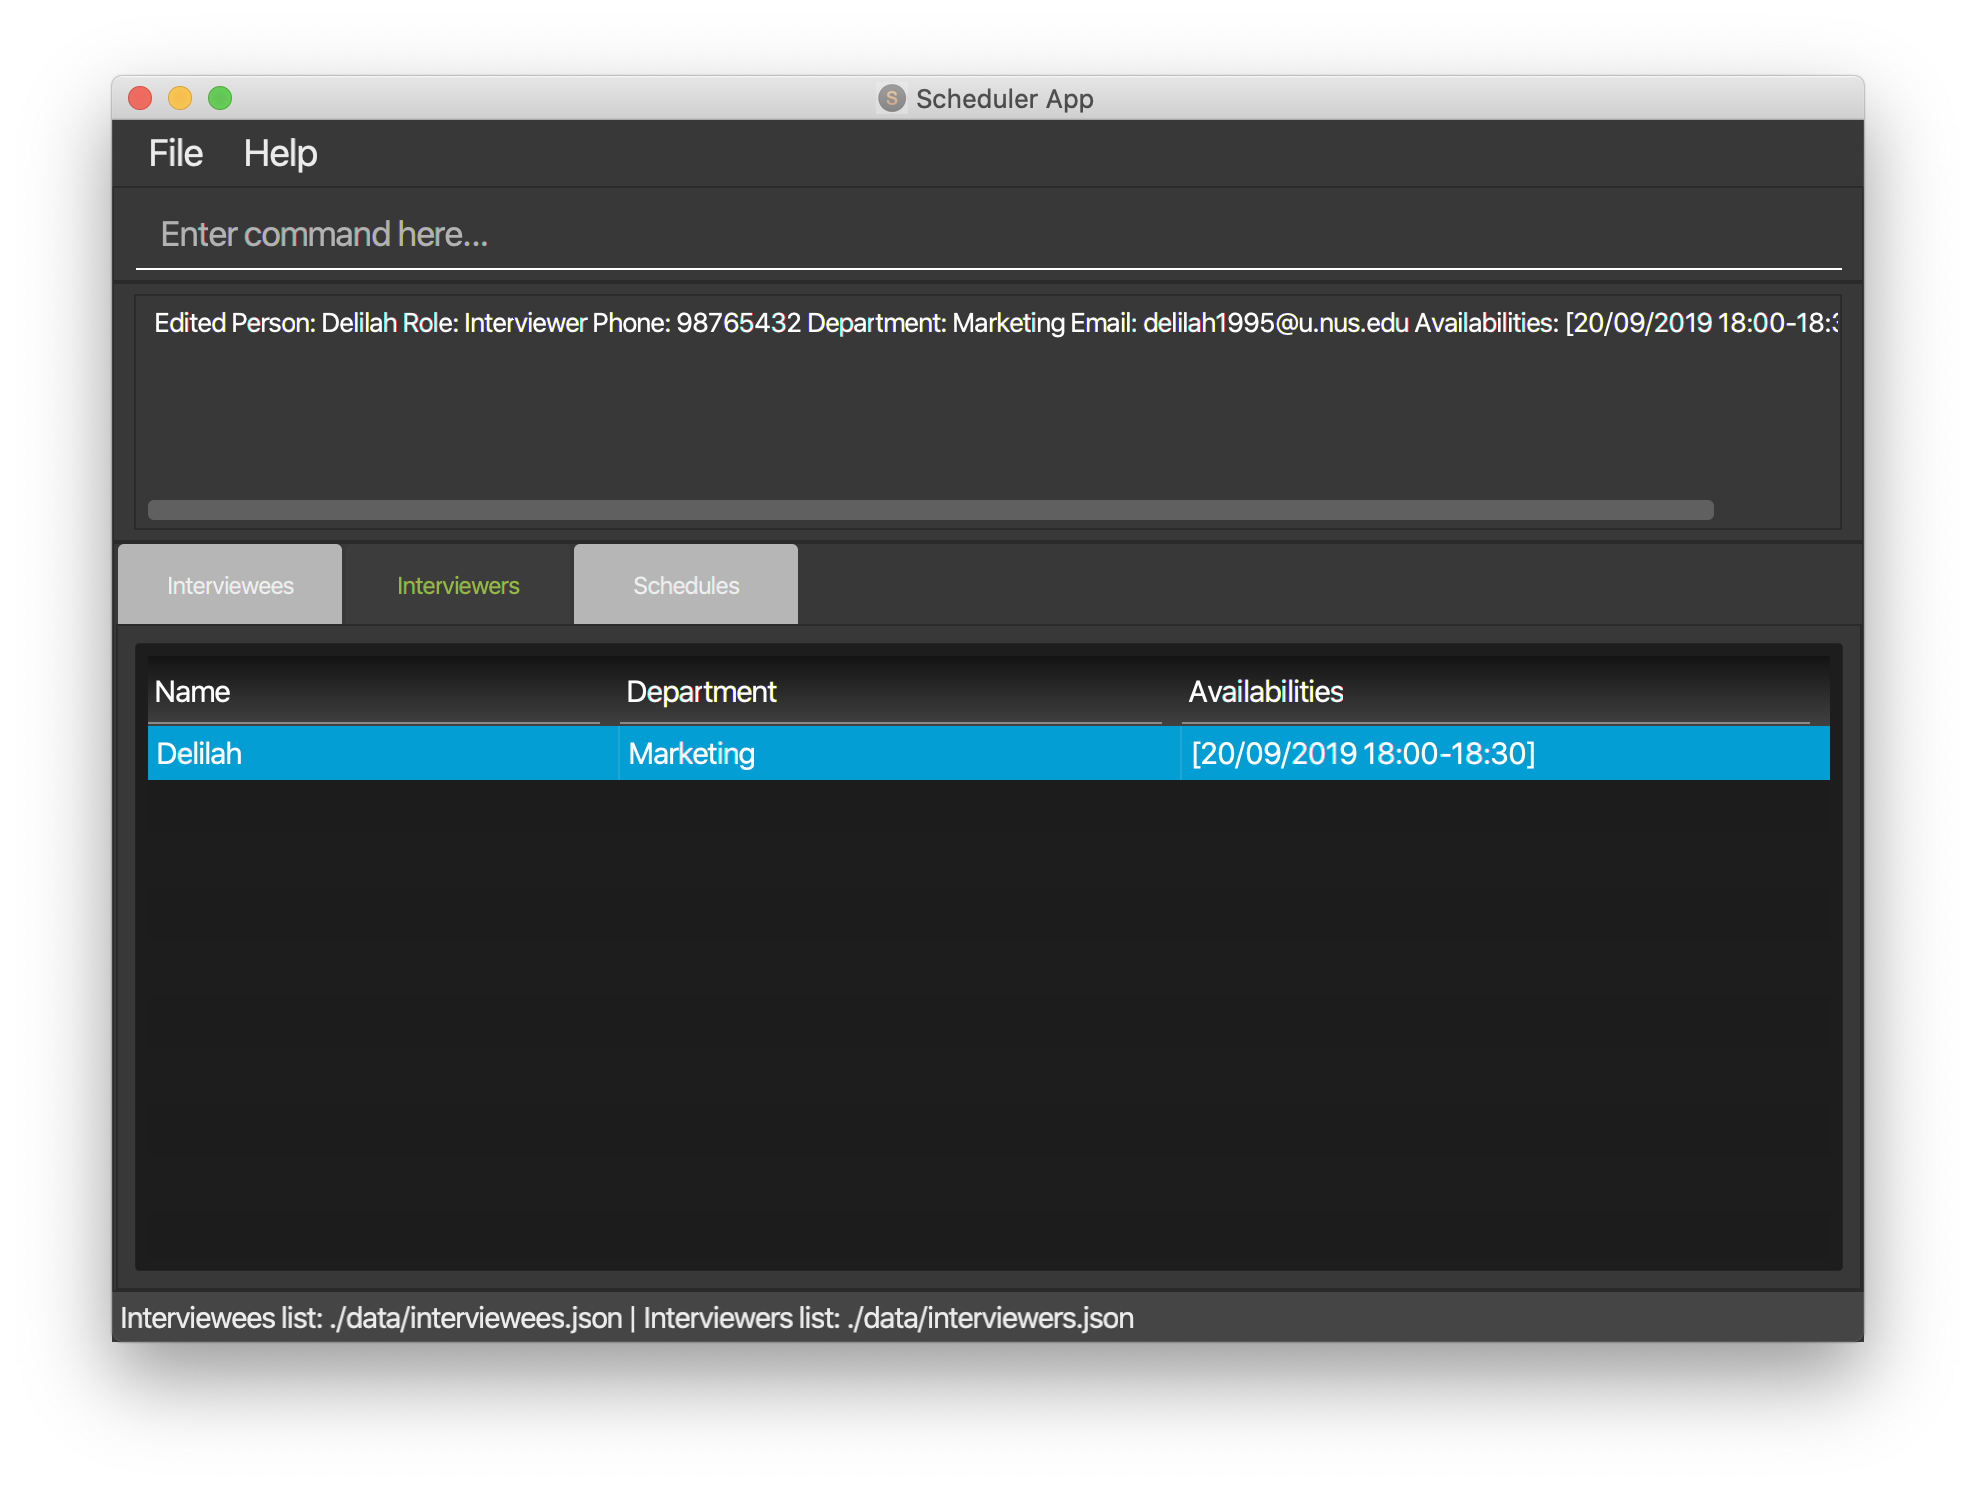 S Scheduler App
File Help
Enter command here...
Edited Person: Delilah Role: Interviewer Phone: 98765432 Department: Marketing Email: delilah1995@u.nus.edu Availabilities: [20/09/2019 18:00-18:3
Interviewees Interviewers Schedules
Name Department Availabilities
Delilah Marketing [20/09/2019 18:00-18:30]
Interviewees list: ./data/interviewees.json | Interviewers list: ./data/interviewers.json